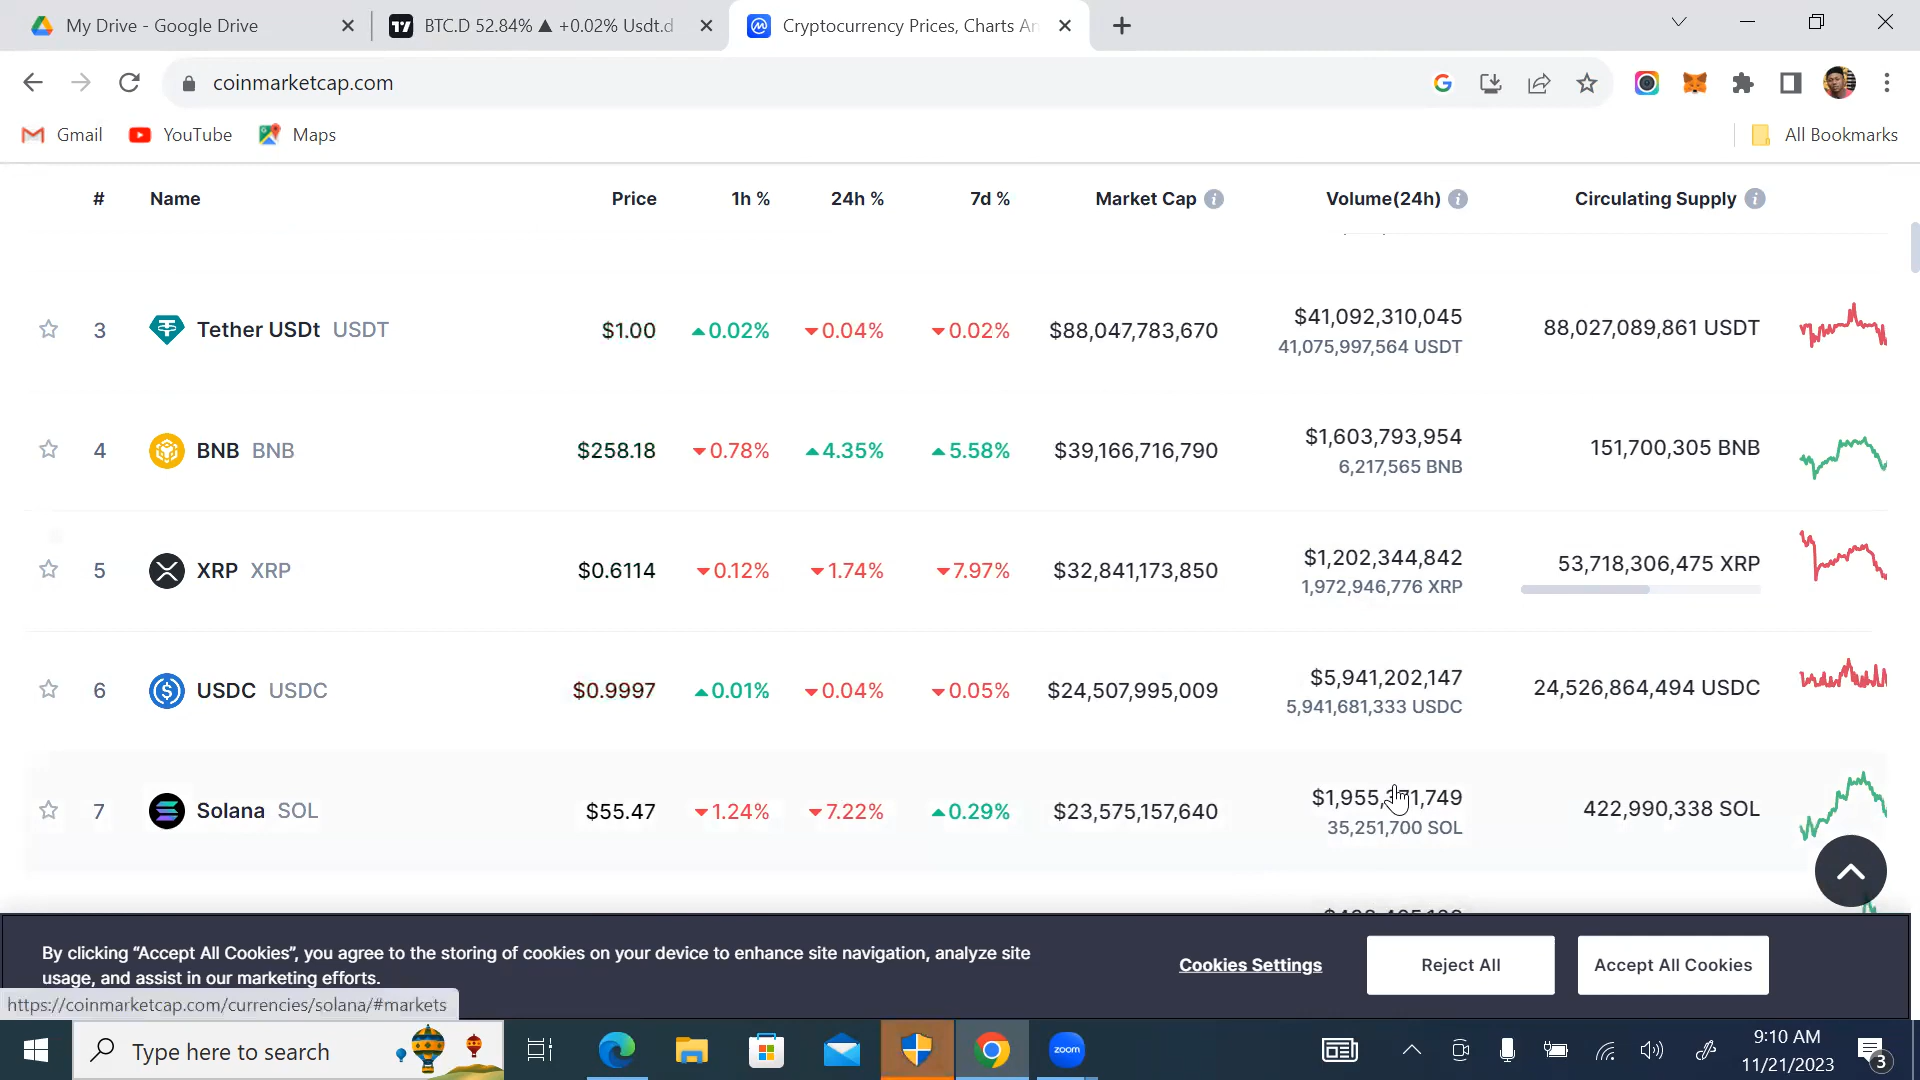 My Drive - Google Drive
BTC.D 52.84% ▲ +0.02% Usdt.d
Cryptocurrency Prices, Charts An
coinmarketcap.com
Gmail YouTube Maps All Bookmarks
# Name Price 1h % 24h % 7d % Market Cap Volume(24h) Circulating Supply
3 Tether USDt USDT $1.00 0.02% 0.04% 0.02% $88,047,783,670 $41,092,310,045 88,027,089,861 USDT
41,075,997,564 USDT
4 BNB BNB $258.18 0.78% 4.35% 5.58% $39,166,716,790 $1,603,793,954 151,700,305 BNB
6,217,565 BNB
5 XRP XRP $0.6114 0.12% 1.74% 7.97% $32,841,173,850 $1,202,344,842 53,718,306,475 XRP
1,972,946,776 XRP
6 USDC USDC $0.9997 0.01% 0.04% 0.05% $24,507,995,009 $5,941,202,147 24,526,864,494 USDC
5,941,681,333 USDC
7 Solana SOL $55.47 1.24% 7.22% 0.29% $23,575,157,640 422,990,338 SOL
35,251,700 SOL
By clicking “Accept All Cookies”, you agree to the storing of cookies on your device to enhance site navigation, analyze site
usage, and assist in our marketing efforts.
Cookies Settings
Reject All
Accept All Cookies
https://coinmarketcap.com/currencies/solana/#markets
Type here to search
zoom
9:10 AM
11/21/2023
3